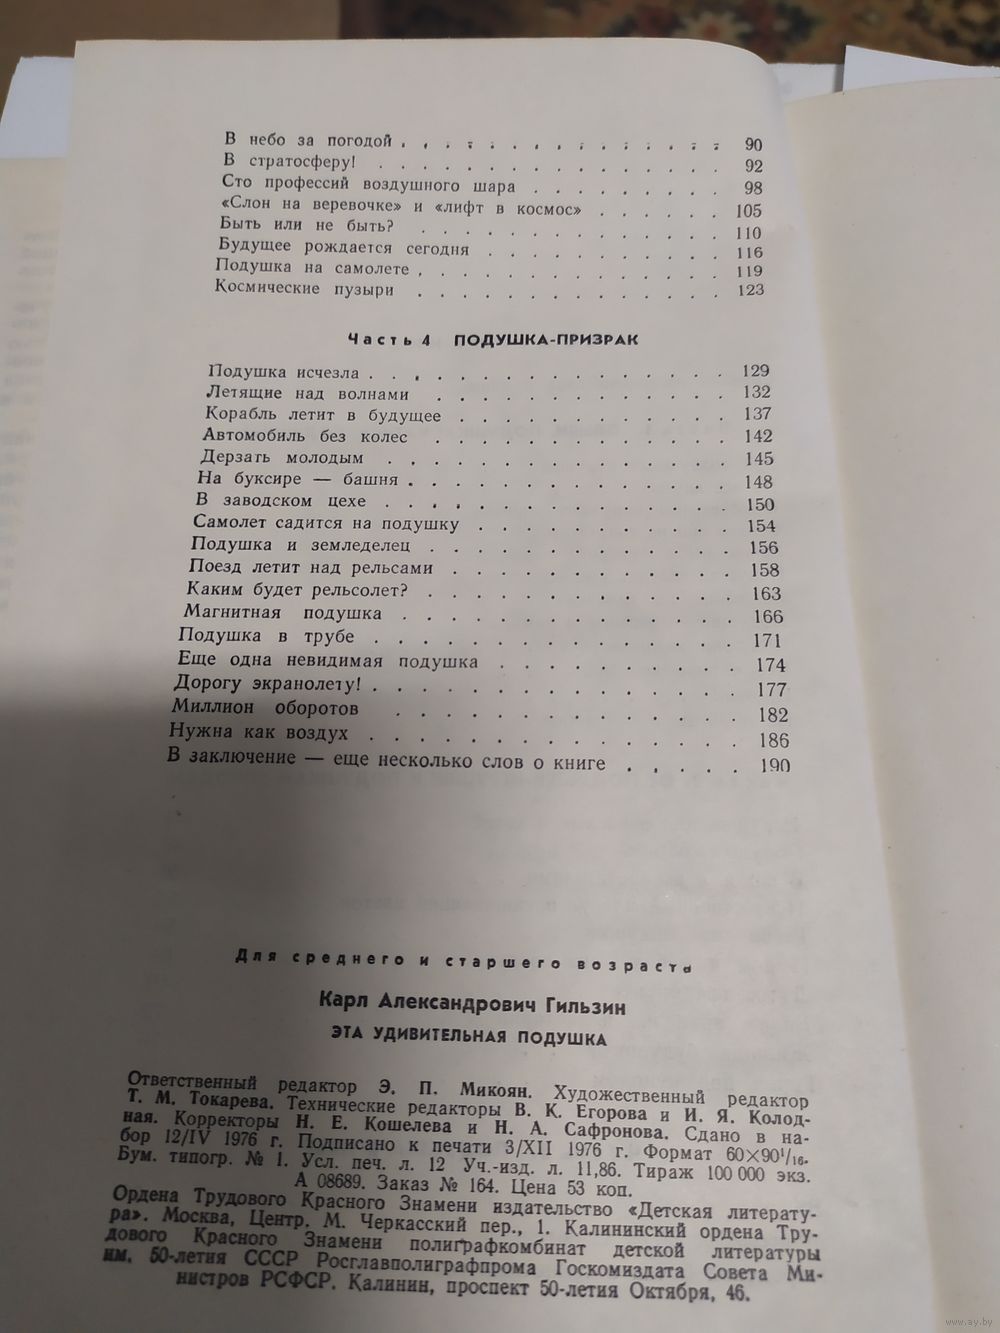 В небо за погодой . . . . . . . . . . . . . . . 90
В стратосферу! . . . . . . . . . . . . . . . 92
Сто профессий воздушного шара . . . . . . . . . 98
«Слон на веревочке» и «лифт в космос» . . . . . . 105
Быть или не быть? . . . . . . . . . . . . . 110
Будущее рождается сегодня . . . . . . . . . . . 116
Подушка на самолете . . . . . . . . . . . . . . 119
Космические пузыри . . . . . . . . . . . . . 123
Часть 4 ПОДУШКА-ПРИЗРАК
Подушка исчезла . . . . . . . . . . . . . . . . 129
Летящие над волнами . . . . . . . . . . . . . 132
Корабль летит в будущее . . . . . . . . . . . . 137
Автомобиль без колес . . . . . . . . . . . . . 142
Дерзать молодым . . . . . . . . . . . . . . . 145
На буксире — башня . . . . . . . . . . . . . . 148
В заводском цехе . . . . . . . . . . . . . . . 150
Самолет садится на подушку . . . . . . . . . . . 154
Подушка и земледелец . . . . . . . . . . . . . 156
Поезд летит над рельсами . . . . . . . . . . . . 158
Каким будет рельсолет? . . . . . . . . . . . . . 163
Магнитная подушка . . . . . . . . . . . . . . 166
Подушка в трубе . . . . . . . . . . . . . . . 171
Еще одна невидимая подушка . . . . . . . . . . 174
Дорогу экранолету! . . . . . . . . . . . . . . . 177
Миллион оборотов . . . . . . . . . . . . . . 182
Нужна как воздух . . . . . . . . . . . . . . . 186
В заключение — еще несколько слов о книге . . . . . 190
Для среднего и старшего возраста
Карл Александрович Гильзин
ЭТА УДИВИТЕЛЬНАЯ ПОДУШКА
Ответственный редактор Э. П. Микоян. Художественный редактор
Т. М. Токарева. Технические редакторы В. К. Егорова и И. Я. Колод-
ная. Корректоры Н. Е. Кошелева и Н. А. Сафронова. Сдано в на-
бор 12/IV 1976 г. Подписано к печати 3/XII 1976 г. Формат 60×90¹/₁₆.
Бум. типогр. № 1. Усл. печ. л. 12 Уч.-изд. л. 11,86. Тираж 100 000 экз.
А 08689. Заказ № 164. Цена 53 коп.
Ордена Трудового Красного Знамени издательство «Детская литерату-
ра». Москва, Центр, М. Черкасский пер., 1. Калининский ордена Тру-
дового Красного Знамени полиграфкомбинат детской литературы
им. 50-летия СССР Росглавполиграфпрома Госкомиздата Совета Ми-
нистров РСФСР. Калинин, проспект 50-летия Октября, 46.
www.ay.by